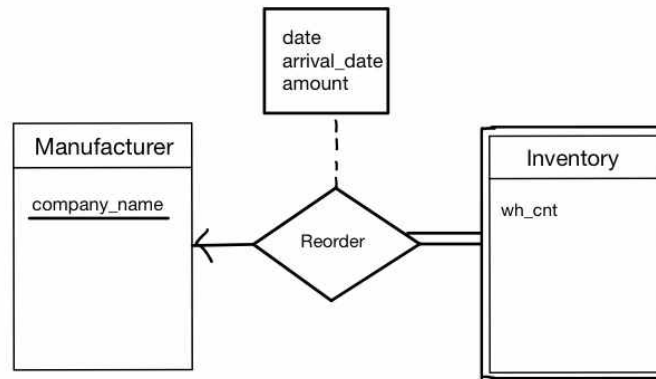 date
arrival_date
amount
Manufacturer
company_name
Reorder
Inventory
wh_cnt